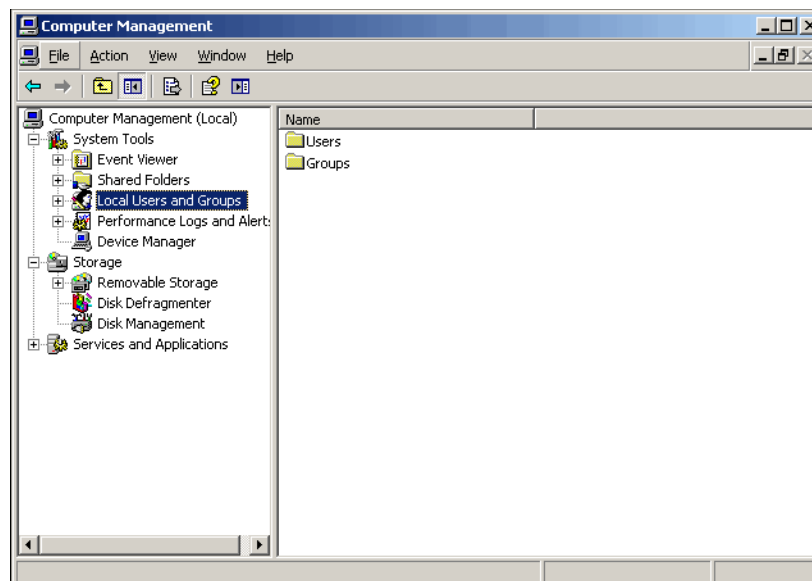 Computer Management
File Action View Window Help
Computer Management (Local)
System Tools
Event Viewer
Shared Folders
Local Users and Groups
Performance Logs and Alert
Device Manager
Storage
Removable Storage
Disk Defragmenter
Disk Management
Services and Applications
Name
Users
Groups